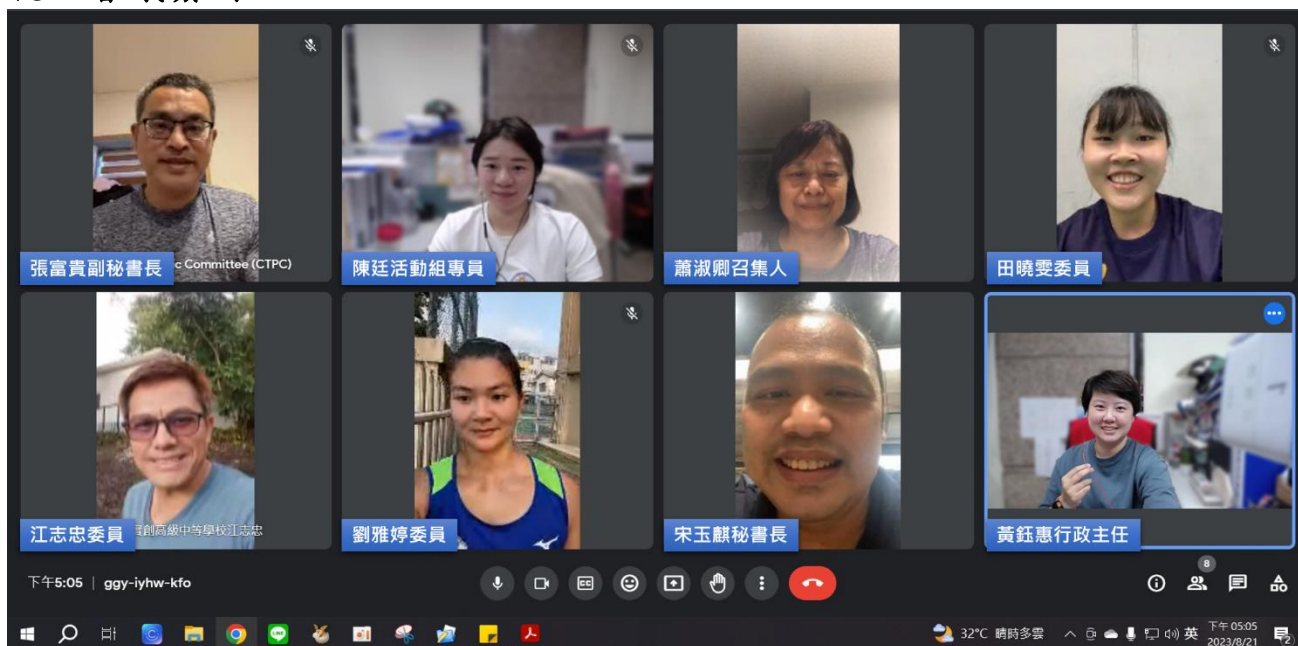 c Committee (CTPC)
張富貴副秘書長
陳廷活動組專員
蕭淑卿召集人
田曉雯委員
創高級中等學校江志忠
江志忠委員
劉雅婷委員
宋玉麒秘書長
黃鈺惠行政主任
下午5:05 | ggy-iyhw-kfo
8
32°C 晴時多雲
英
下午 05:05
2023/8/21
2